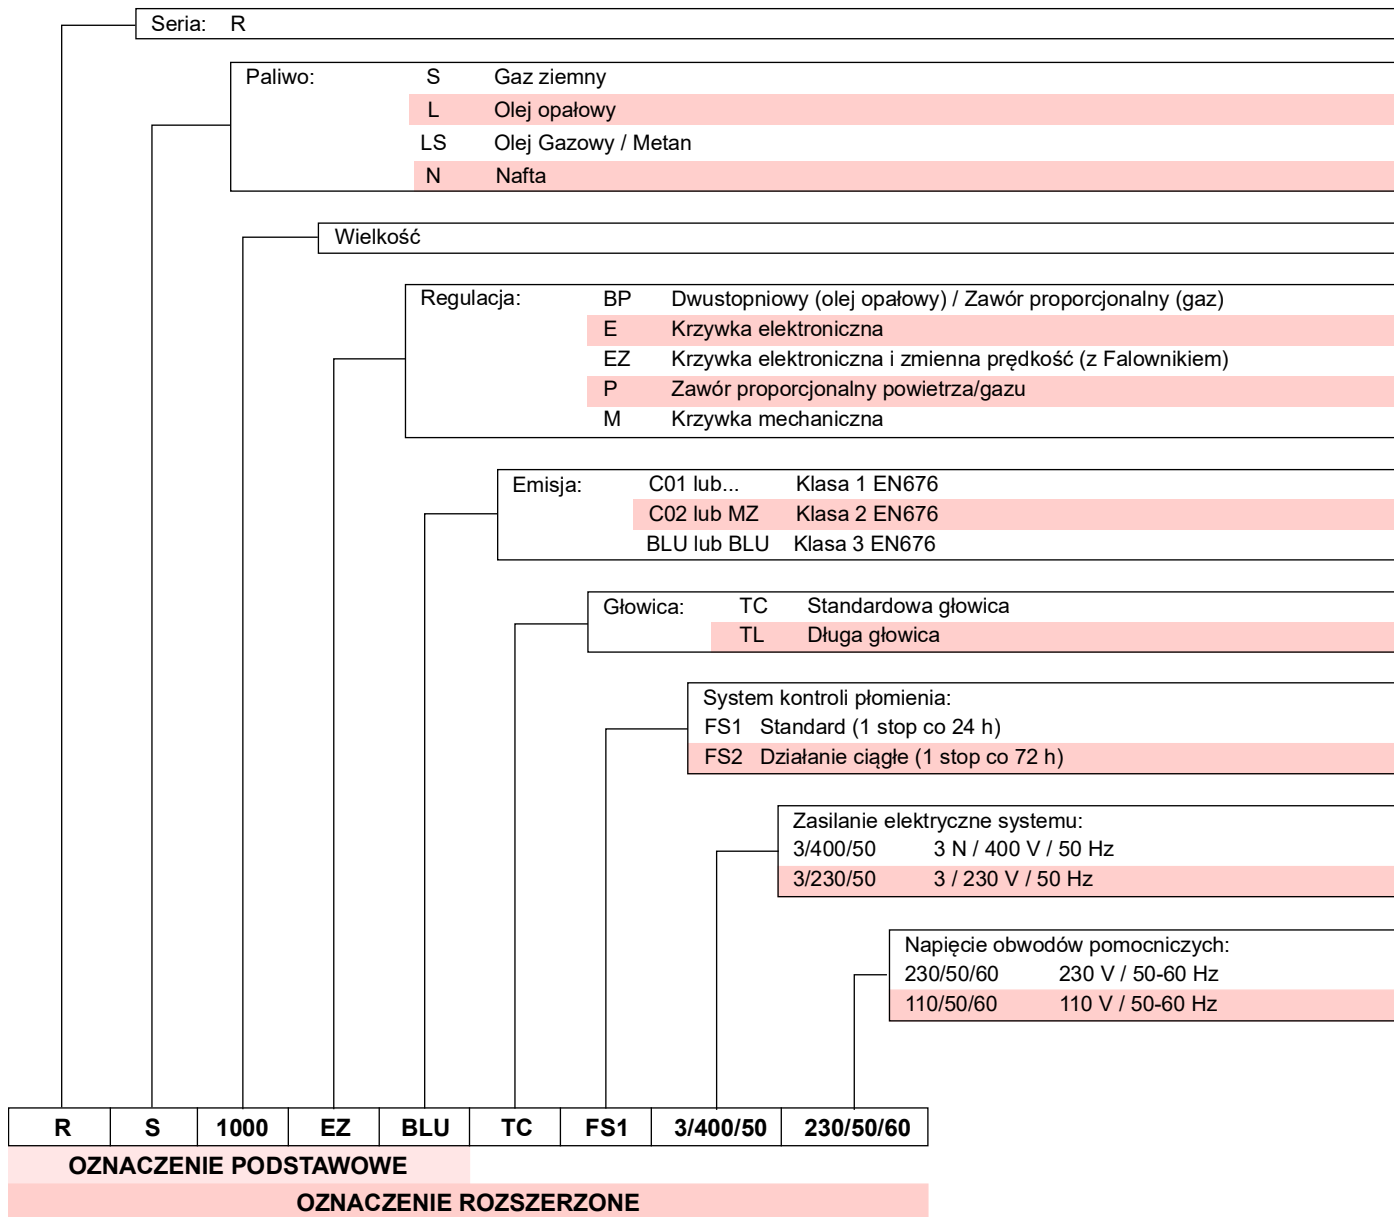 Seria: R
Paliwo: S Gaz ziemny
L Olej opałowy
LS Olej Gazowy / Metan
N Nafta
Wielkość
Regulacja: BP Dwustopniowy (olej opałowy) / Zawór proporcjonalny (gaz)
E Krzywka elektroniczna
EZ Krzywka elektroniczna i zmienna prędkość (z Falownikiem)
P Zawór proporcjonalny powietrza/gazu
M Krzywka mechaniczna
Emisja: C01 lub... Klasa 1 EN676
C02 lub MZ Klasa 2 EN676
BLU lub BLU Klasa 3 EN676
Głowica: TC Standardowa głowica
TL Długa głowica
System kontroli płomienia:
FS1 Standard (1 stop co 24 h)
FS2 Działanie ciągłe (1 stop co 72 h)
Zasilanie elektryczne systemu:
3/400/50 3 N / 400 V / 50 Hz
3/230/50 3 / 230 V / 50 Hz
Napięcie obwodów pomocniczych:
230/50/60 230 V / 50-60 Hz
110/50/60 110 V / 50-60 Hz
R S 1000 EZ BLU TC FS1 3/400/50 230/50/60
OZNACZENIE PODSTAWOWE
OZNACZENIE ROZSZERZONE